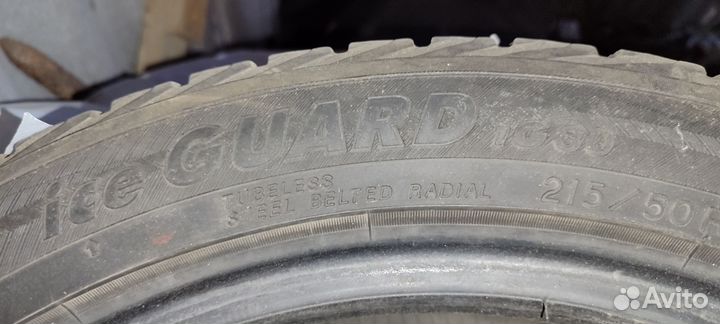 ice GUARD iG30
TUBELESS
STEEL BELTED RADIAL
215/50
Avito